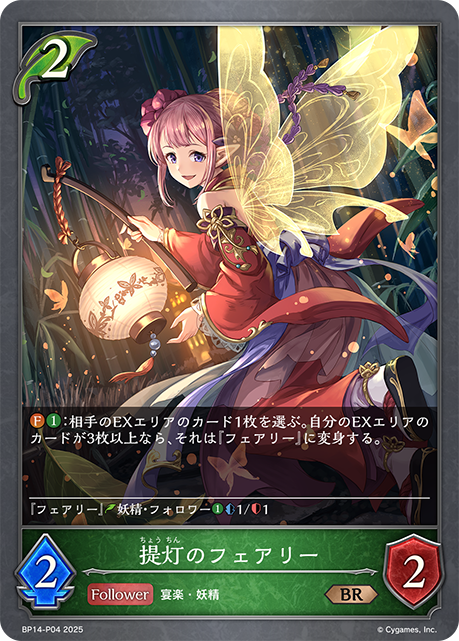 2
F 1:相手のEXエリアのカード1枚を選ぶ。自分のEXエリアの
カードが3枚以上なら、それは『フェアリー』に変身する。
『フェアリー』妖精・フォロワー 1 1/1
ちょうちん
提灯のフェアリー
2
Follower 宴楽・妖精
BR
2
BP14-P04 2025
© Cygames, Inc.